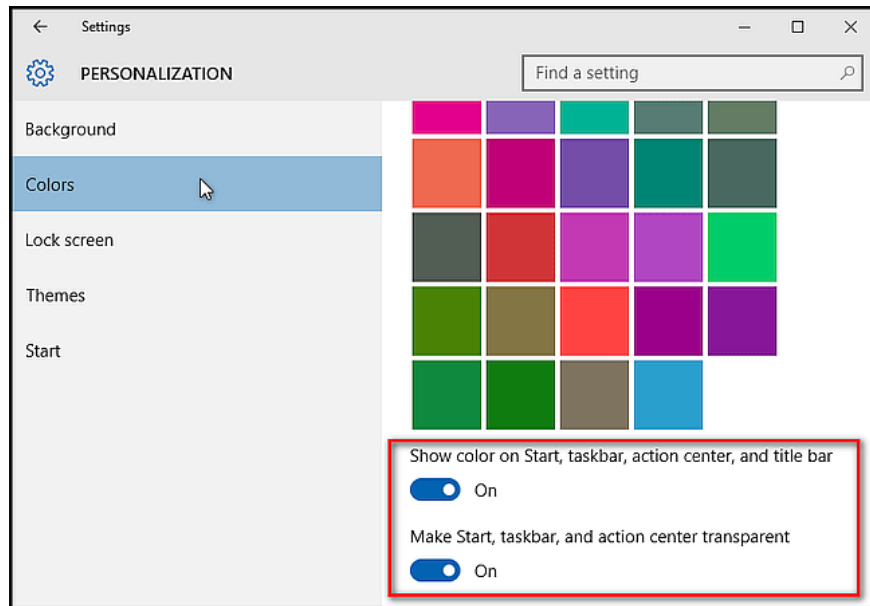 Settings
PERSONALIZATION
Find a setting
Background
Colors
Lock screen
Themes
Start
Show color on Start, taskbar, action center, and title bar
On
Make Start, taskbar, and action center transparent
On